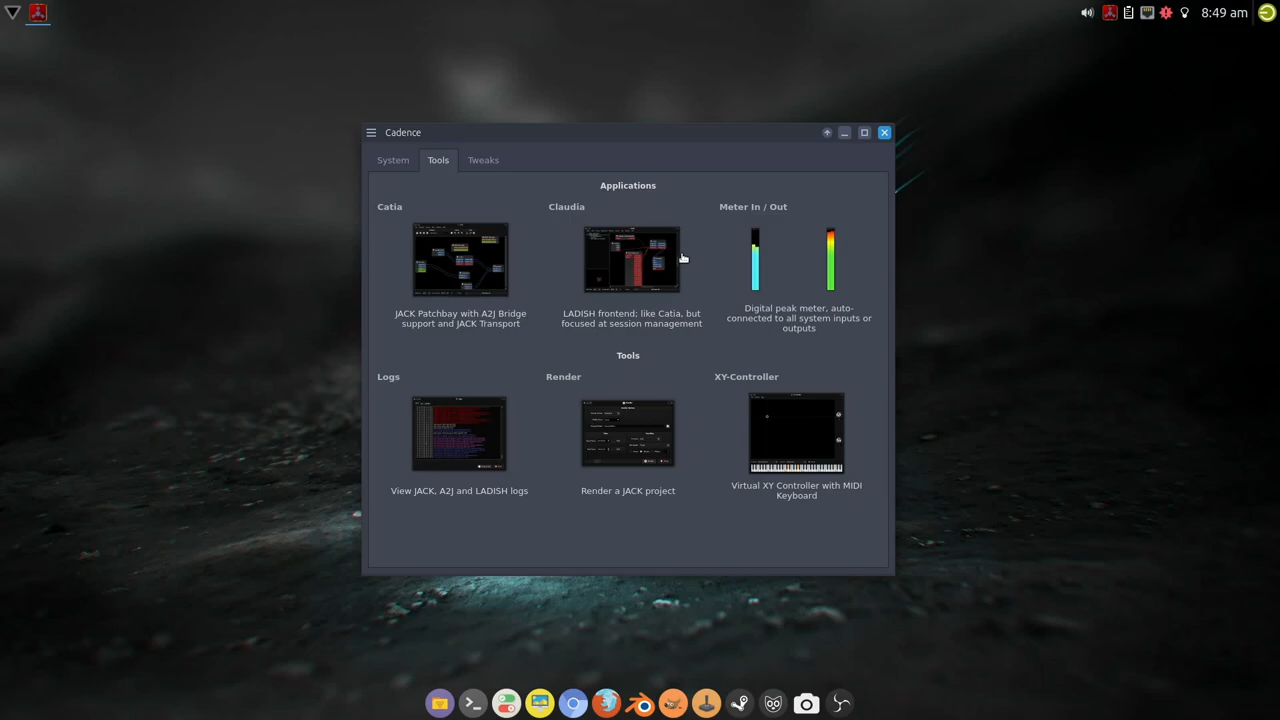 8:49 am
Cadence
System Tools Tweaks
Applications
Catia Claudia Meter In / Out
JACK Patchbay with A2J Bridge
support and JACK Transport
LADISH frontend; like Catia, but
focused at session management
Digital peak meter, auto-
connected to all system inputs or
outputs
Tools
Logs Render XY-Controller
View JACK, A2J and LADISH logs
Render a JACK project
Virtual XY Controller with MIDI
Keyboard